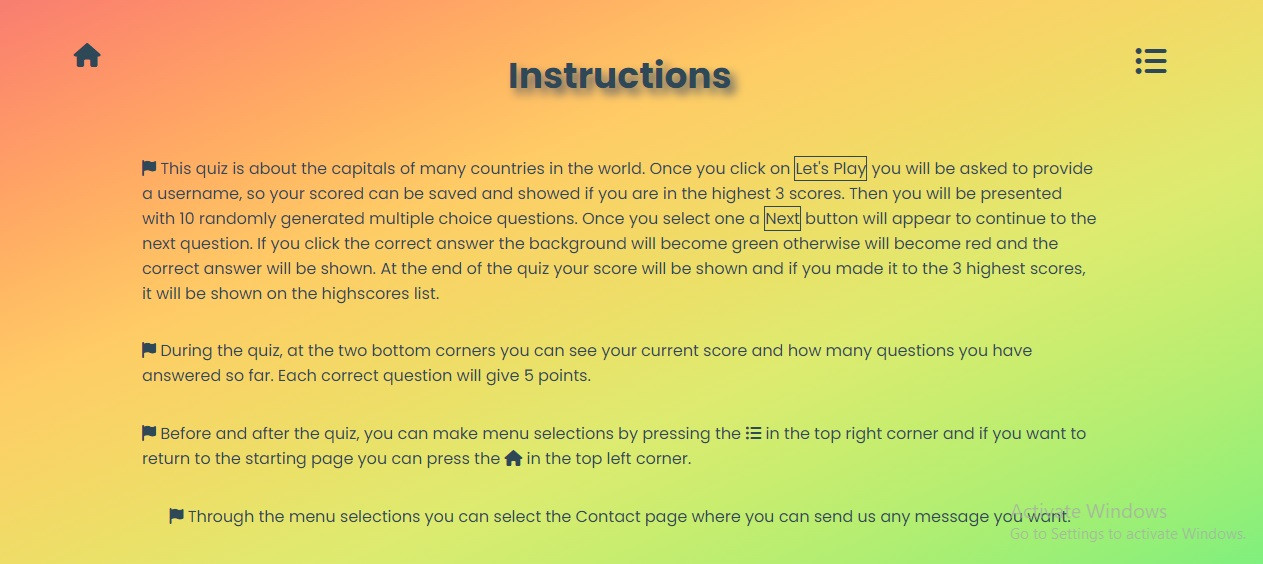 Instructions
This quiz is about the capitals of many countries in the world. Once you click on Let's Play you will be asked to provide
a username, so your scored can be saved and showed if you are in the highest 3 scores. Then you will be presented
with 10 randomly generated multiple choice questions. Once you select one a Next button will appear to continue to the
next question. If you click the correct answer the background will become green otherwise will become red and the
correct answer will be shown. At the end of the quiz your score will be shown and if you made it to the 3 highest scores,
it will be shown on the highscores list.
During the quiz, at the two bottom corners you can see your current score and how many questions you have
answered so far. Each correct question will give 5 points.
Before and after the quiz, you can make menu selections by pressing the in the top right corner and if you want to
return to the starting page you can press the in the top left corner.
Through the menu selections you can select the Contact page where you can send us any message you want.
Activate Windows
Go to Settings to activate Windows.